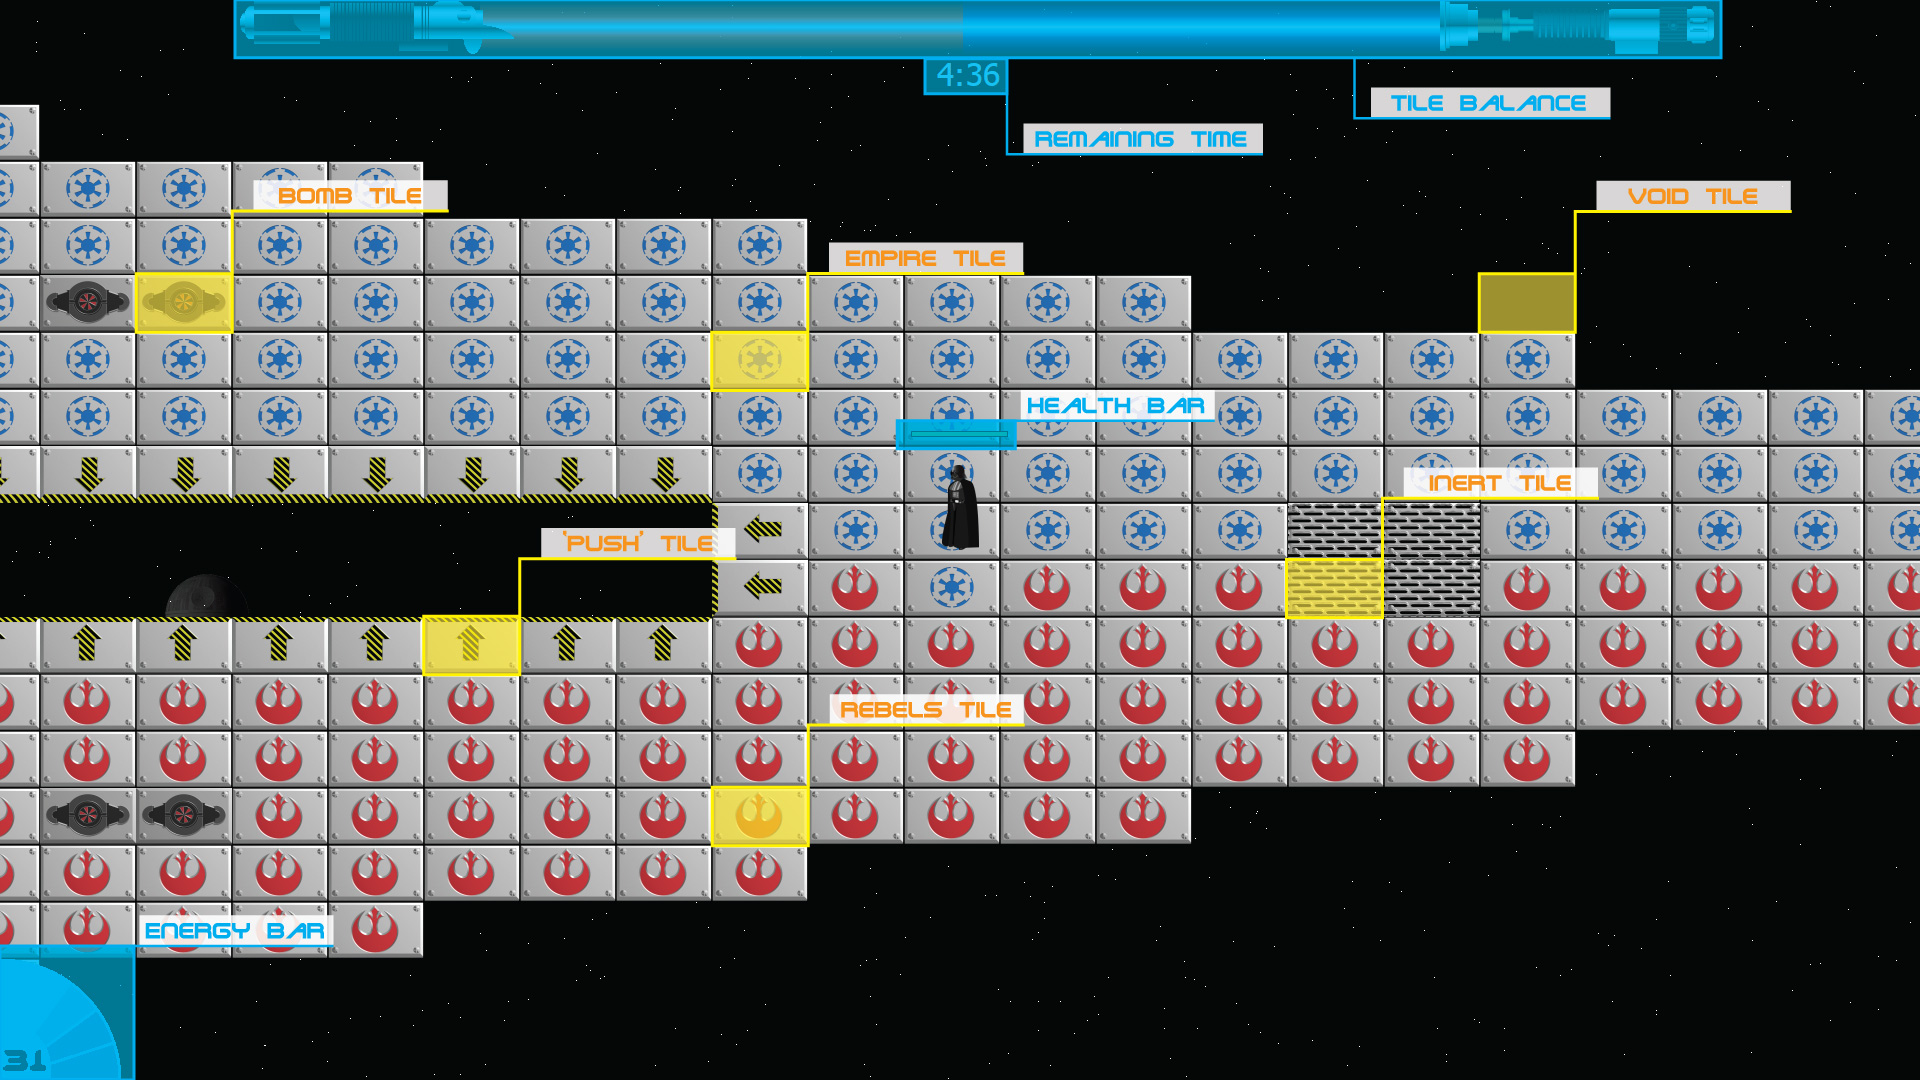 4:36
TILE BALANCE
REMAINING TIME
BOMB TILE
VOID TILE
EMPIRE TILE
HEALTH BAR
INERT TILE
'PUSH' TILE
REBELS TILE
ENERGY BAR
31